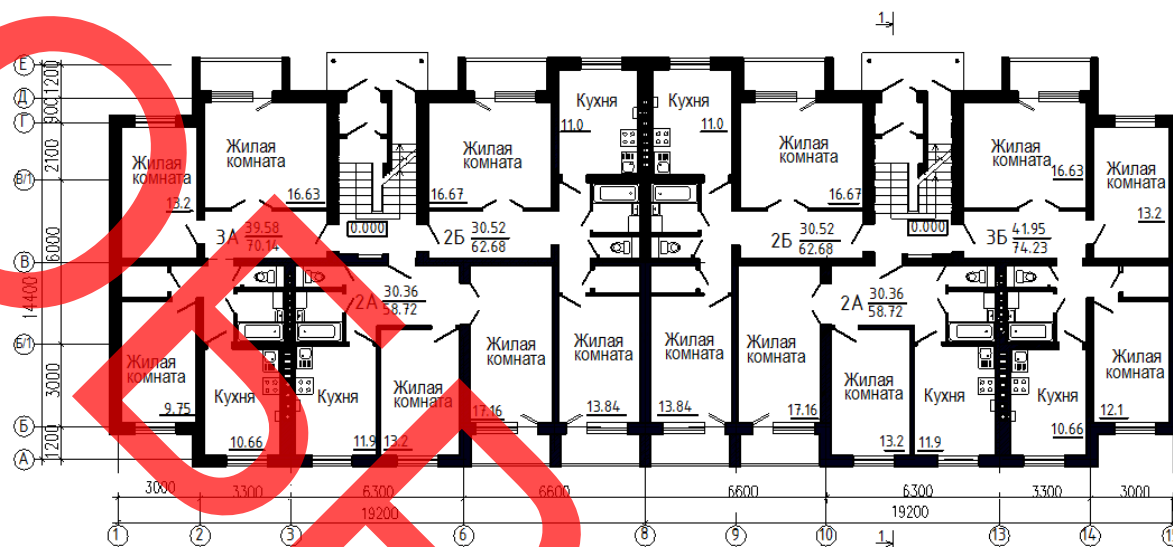 1
Е
Д
Г
В/1
В
Б/1
Б
А
1200
900
2100
6000
3000
1200
14400
Кухня
11.0
Кухня
11.0
Жилая
комната
13.2
Жилая
комната
16.63
Жилая
комната
16.67
Жилая
комната
16.67
Жилая
комната
16.63
Жилая
комната
13.2
3А 39.58
70.14
0.000
2Б 30.52
62.68
2Б 30.52
62.68
0.000
3Б 41.95
74.23
2А 30.36
58.72
2А 30.36
58.72
Жилая
комната
9.75
Кухня
10.66
Кухня
11.9
Жилая
комната
13.2
Жилая
комната
17.16
Жилая
комната
13.84
Жилая
комната
13.84
Жилая
комната
17.16
Жилая
комната
13.2
Кухня
11.9
Кухня
10.66
Жилая
комната
12.1
3000 3300 6300 6600 6600 6300 3300 3000
19200 19200
1 2 3 6 8 9 10 13 14
1